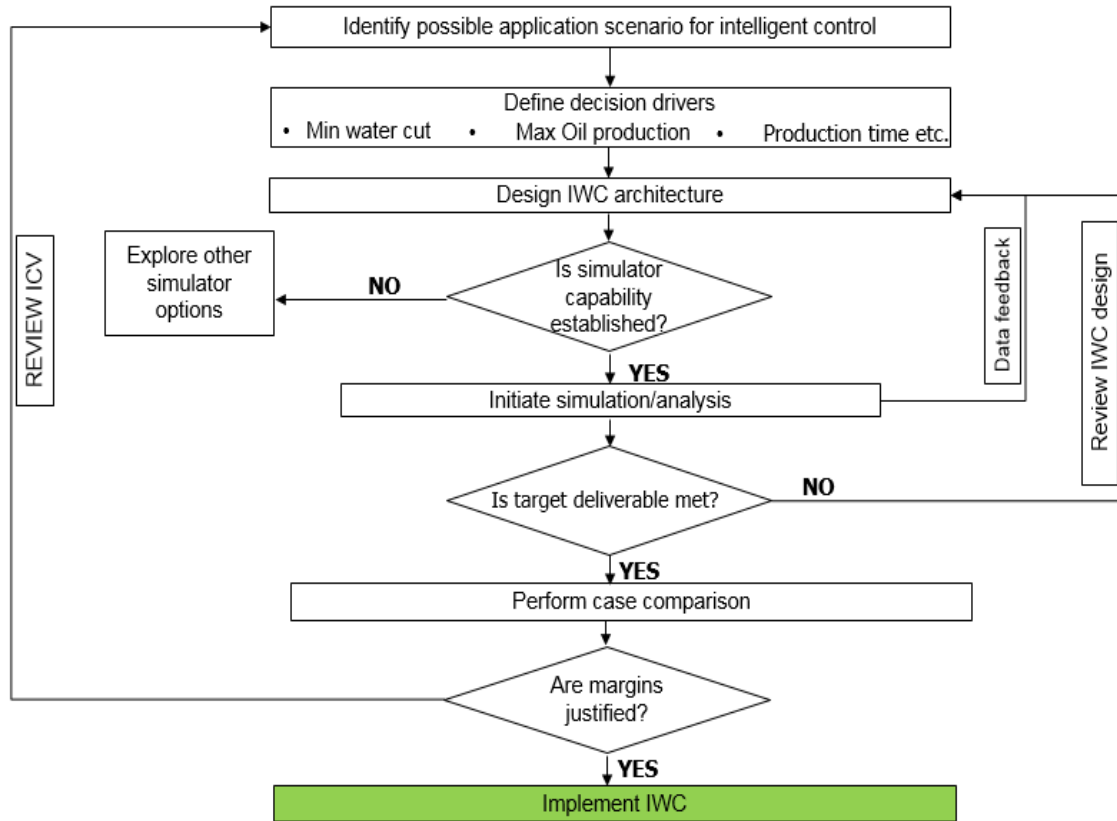 Identify possible application scenario for intelligent control
Define decision drivers
• Min water cut • Max Oil production • Production time etc.
Design IWC architecture
Explore other
simulator
options
NO
Is simulator
capability
established?
YES
Initiate simulation/analysis
Is target deliverable met?
NO
YES
Perform case comparison
Are margins
justified?
YES
Implement IWC
REVIEW ICV
Data feedback
Review IWC design